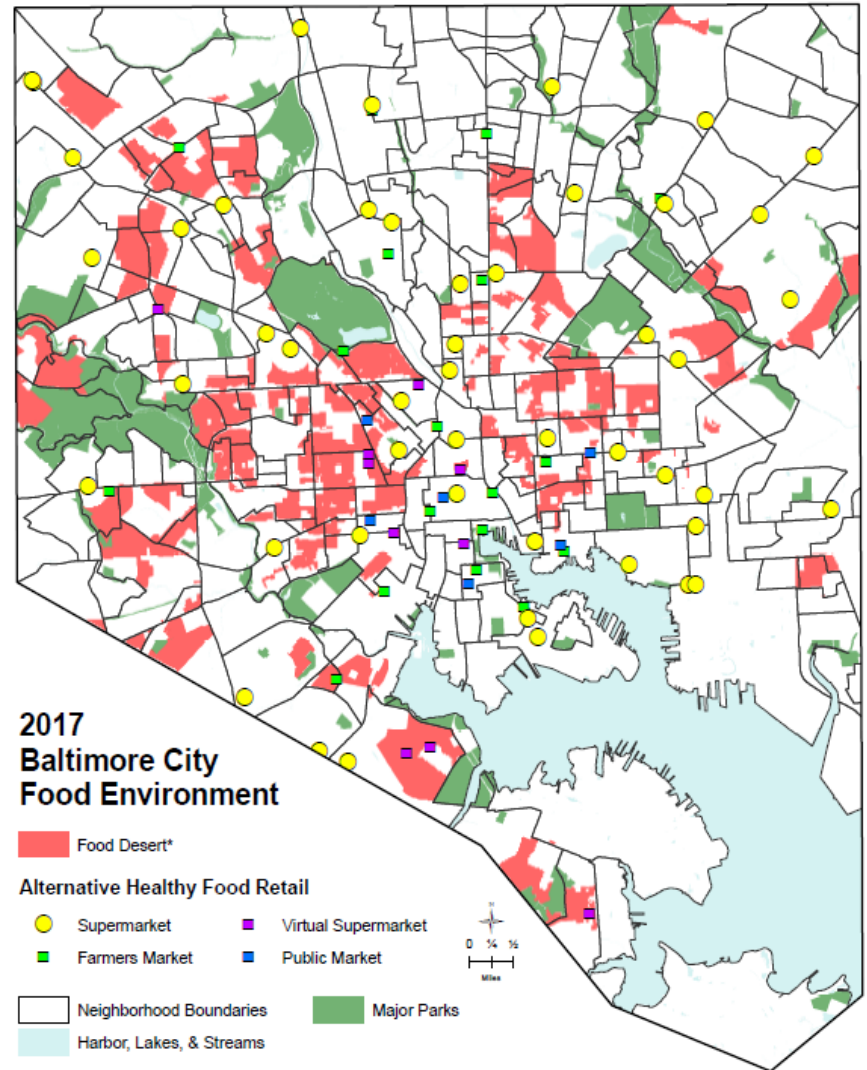 2017
Baltimore City
Food Environment
Food Desert*
Alternative Healthy Food Retail
Supermarket
Virtual Supermarket
Farmers Market
Public Market
N
0 ¼ ½
Miles
Neighborhood Boundaries
Major Parks
Harbor, Lakes, & Streams